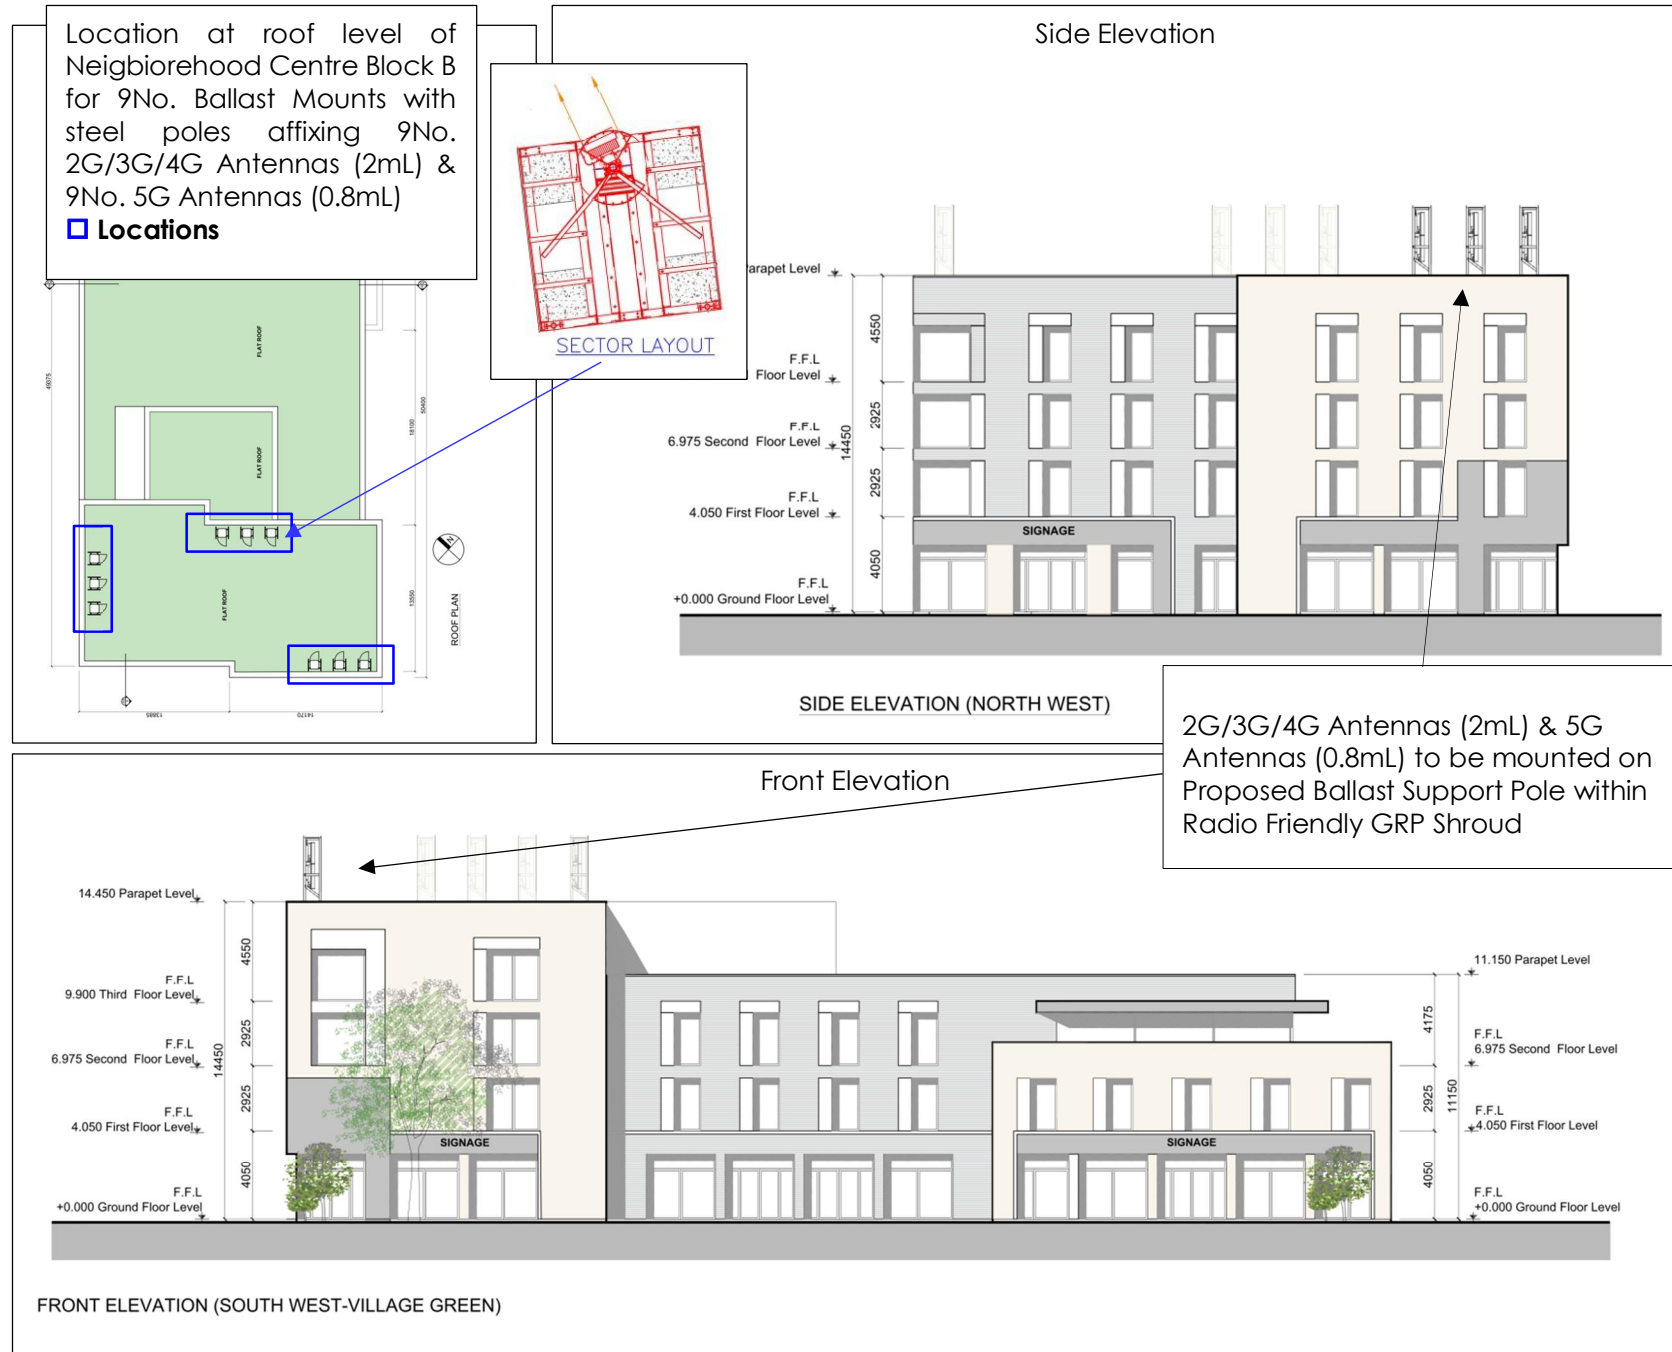 Location at roof level of
Neigbiorehood Centre Block B
for 9No. Ballast Mounts with
steel poles affixing 9No.
2G/3G/4G Antennas (2mL) &
9No. 5G Antennas (0.8mL)
Locations
SECTOR LAYOUT
FLAT ROOF
FLAT ROOF
FLAT ROOF
49375
18100
50400
13550
13885
14170
N
ROOF PLAN
Side Elevation
arapet Level
F.F.L
Floor Level
F.F.L
6.975 Second Floor Level
F.F.L
4.050 First Floor Level
F.F.L
+0.000 Ground Floor Level
14450
4550
2925
2925
4050
SIGNAGE
SIDE ELEVATION (NORTH WEST)
2G/3G/4G Antennas (2mL) & 5G
Antennas (0.8mL) to be mounted on
Proposed Ballast Support Pole within
Radio Friendly GRP Shroud
Front Elevation
14.450 Parapet Level
F.F.L
9.900 Third Floor Level
F.F.L
6.975 Second Floor Level
F.F.L
4.050 First Floor Level
F.F.L
+0.000 Ground Floor Level
14450
4550
2925
2925
4050
SIGNAGE
SIGNAGE
11.150 Parapet Level
F.F.L
6.975 Second Floor Level
F.F.L
4.050 First Floor Level
F.F.L
+0.000 Ground Floor Level
4175
2925
4050
11150
FRONT ELEVATION (SOUTH WEST-VILLAGE GREEN)